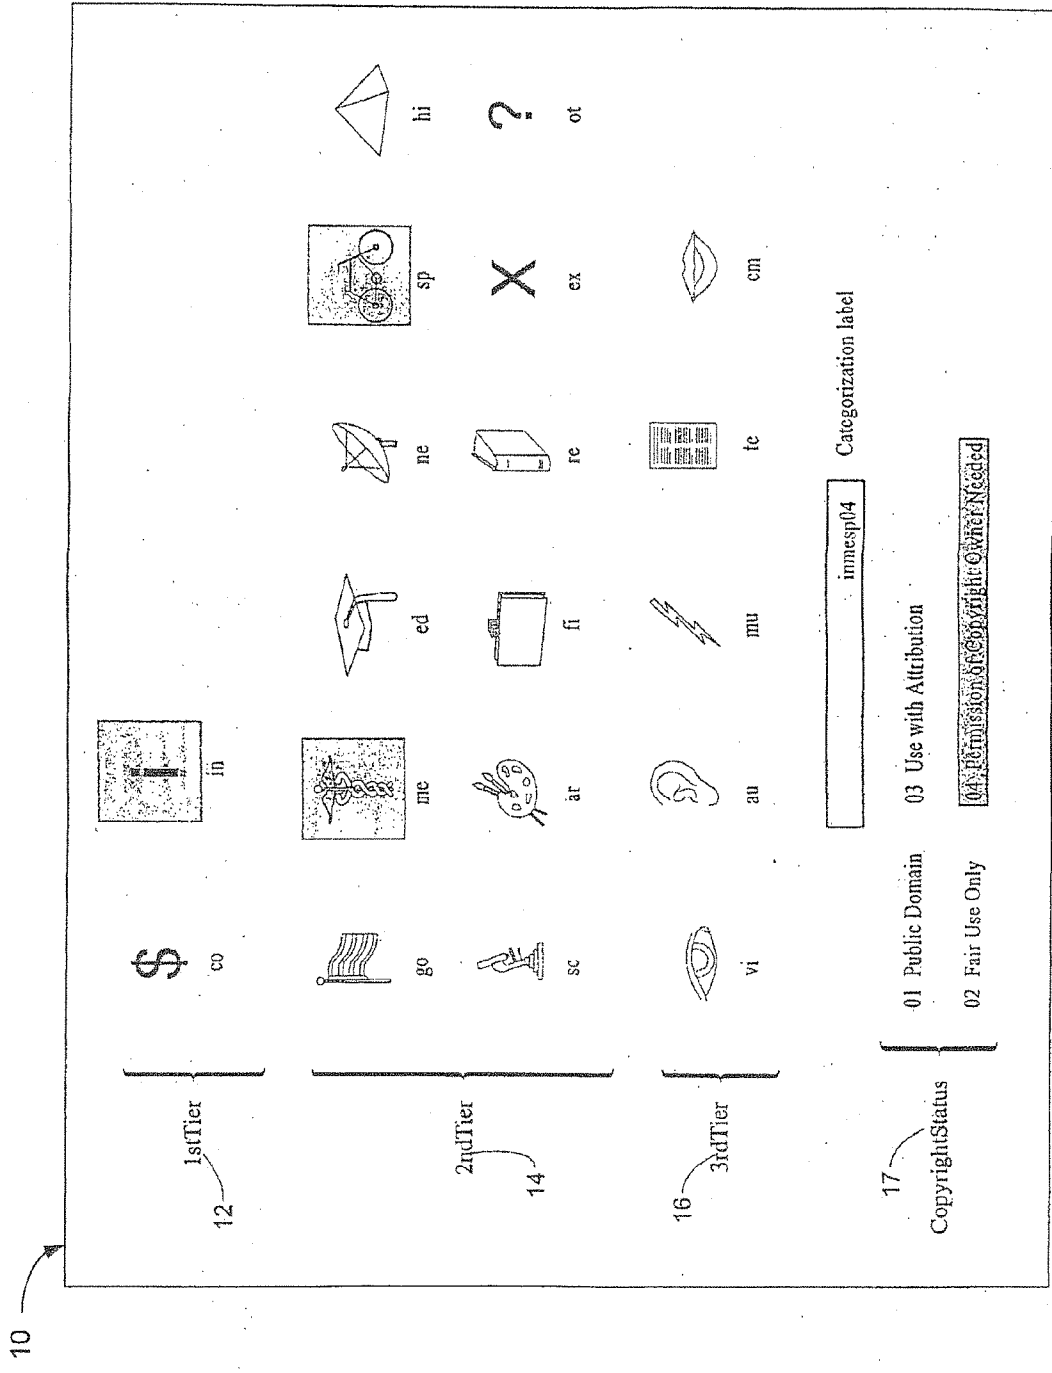 10
1stTier
12
co
in
2ndTier
14
go
me
ed
ne
sp
hi
sc
ar
fi
re
ex
ot
?
X
$
i
3rdTier
16
vi
au
mu
te
cm
inmesp04 Categorization label
CopyrightStatus
17
01 Public Domain 03 Use with Attribution
02 Fair Use Only 04 Permission of Copyright Owner Needed